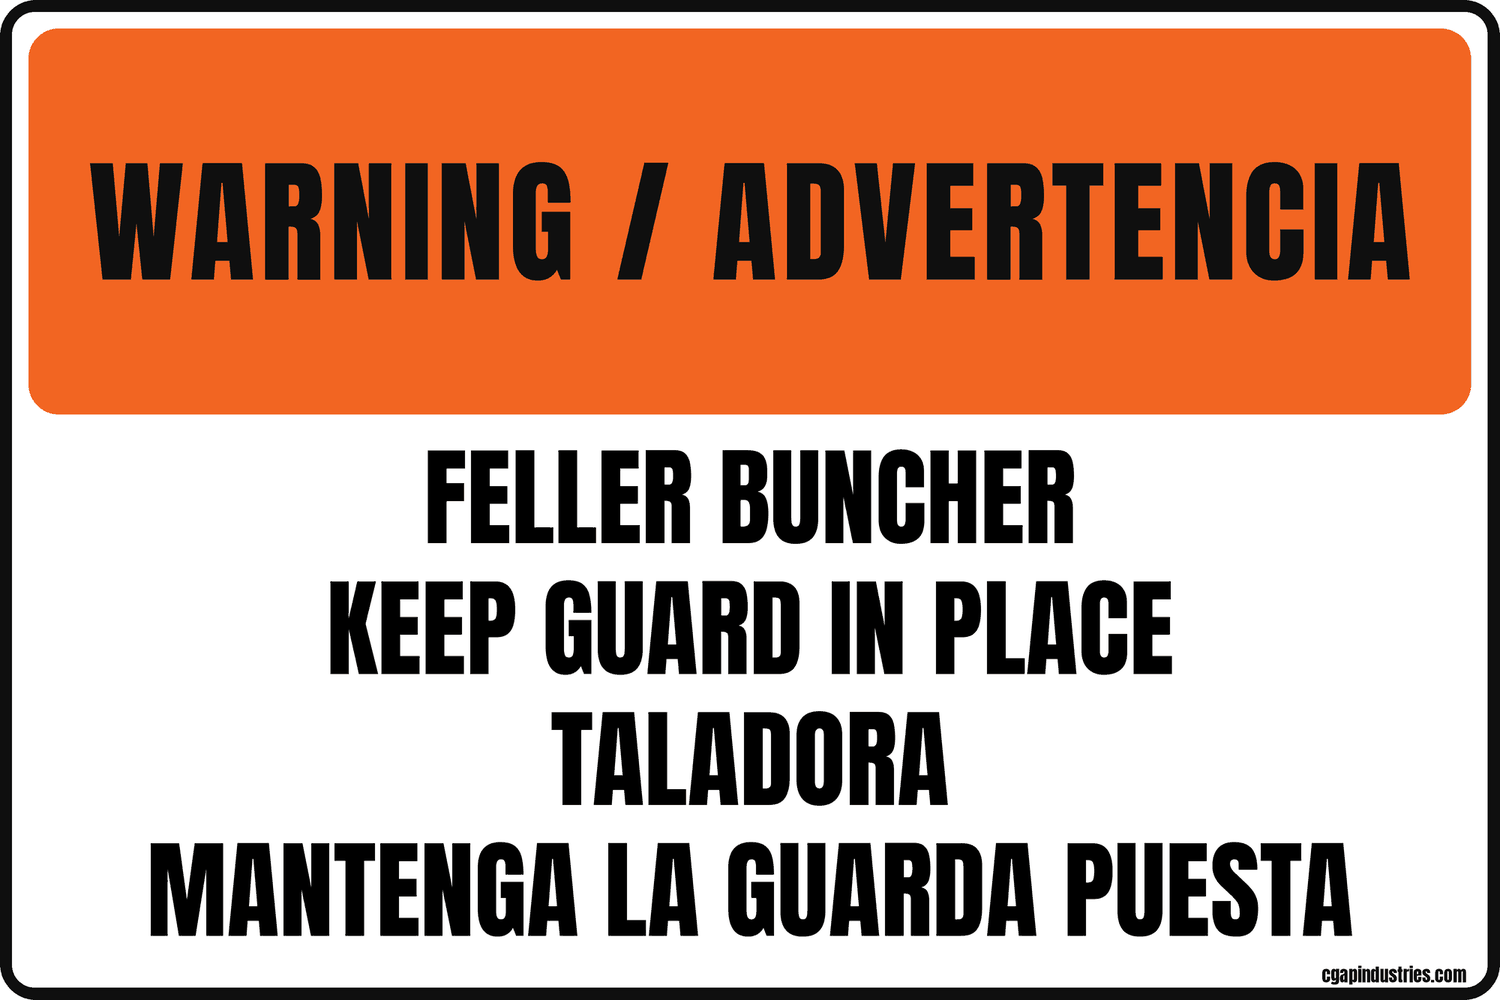 WARNING / ADVERTENCIA
FELLER BUNCHER
KEEP GUARD IN PLACE
TALADORA
MANTENGA LA GUARDA PUESTA
cgapindustries.com